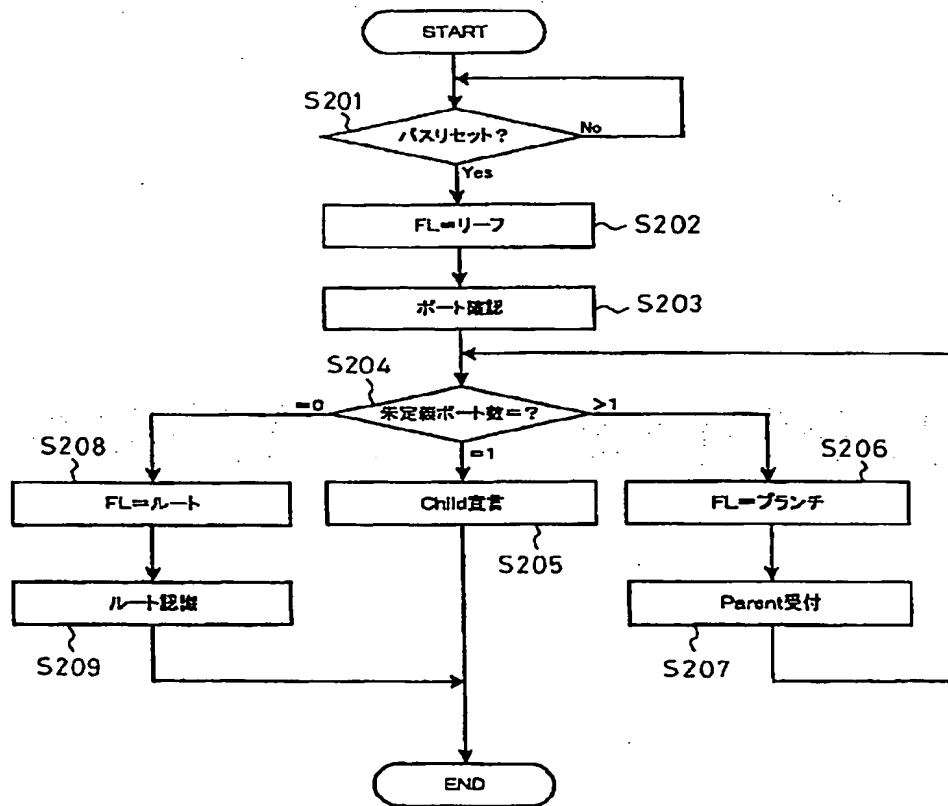 START
S201
バスリセット?
No
Yes
FL=リーフ
S202
ポート確認
S203
S204
=0
未定義ポート数=?
>1
=1
S208
FL=ルート
Child宣言
S205
S206
FL=ブランチ
ルート認識
S209
Parent受付
S207
END